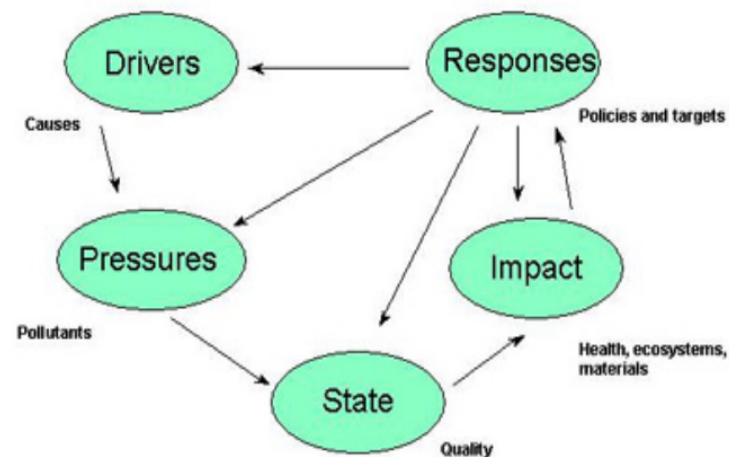 Drivers
Responses
Causes
Policies and targets
Pressures
Impact
Pollutants
Health, ecosystems,
materials
State
Quality